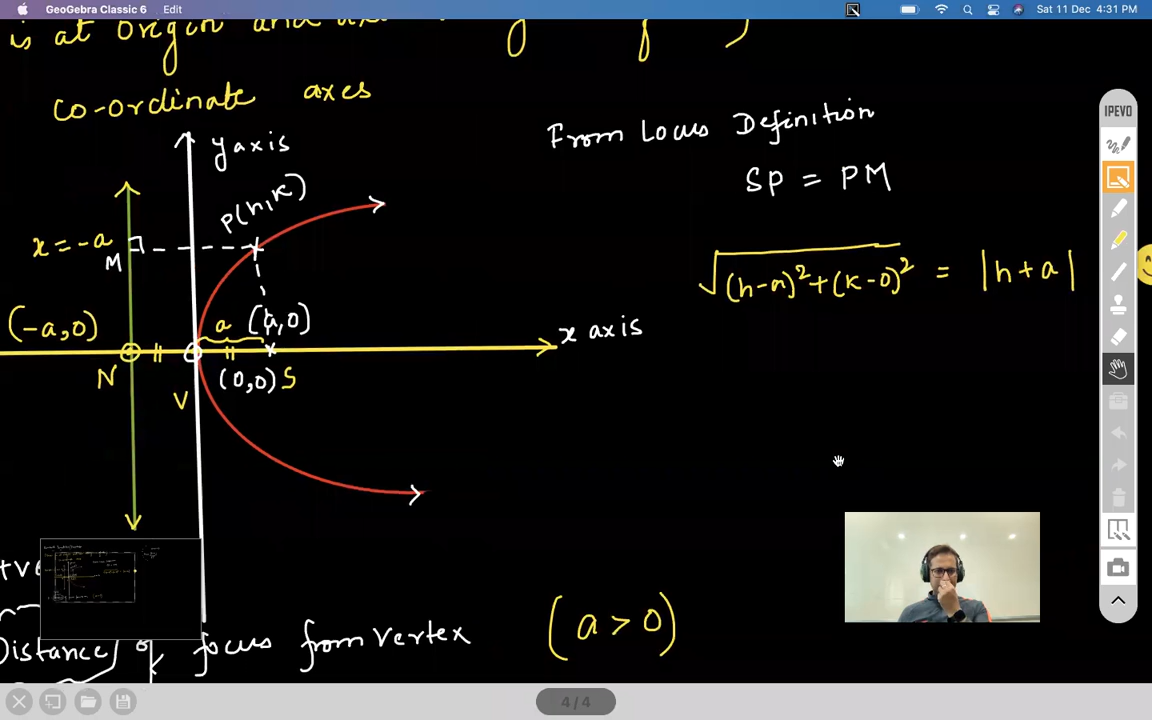 GeoGebra Classic 6 Edit Sat 11 Dec 4:31 PM
is at origin and
co-ordinate axes
y axis
P(h,k)
x = -a
M
(-a,0)
a (a,0)
x axis
N
V
(0,0) S
From Locus Definition
SP = PM
√(h-a)²+(k-0)² = |h+a|
Distance of focus from vertex
(a > 0)
IPEVO
4/4